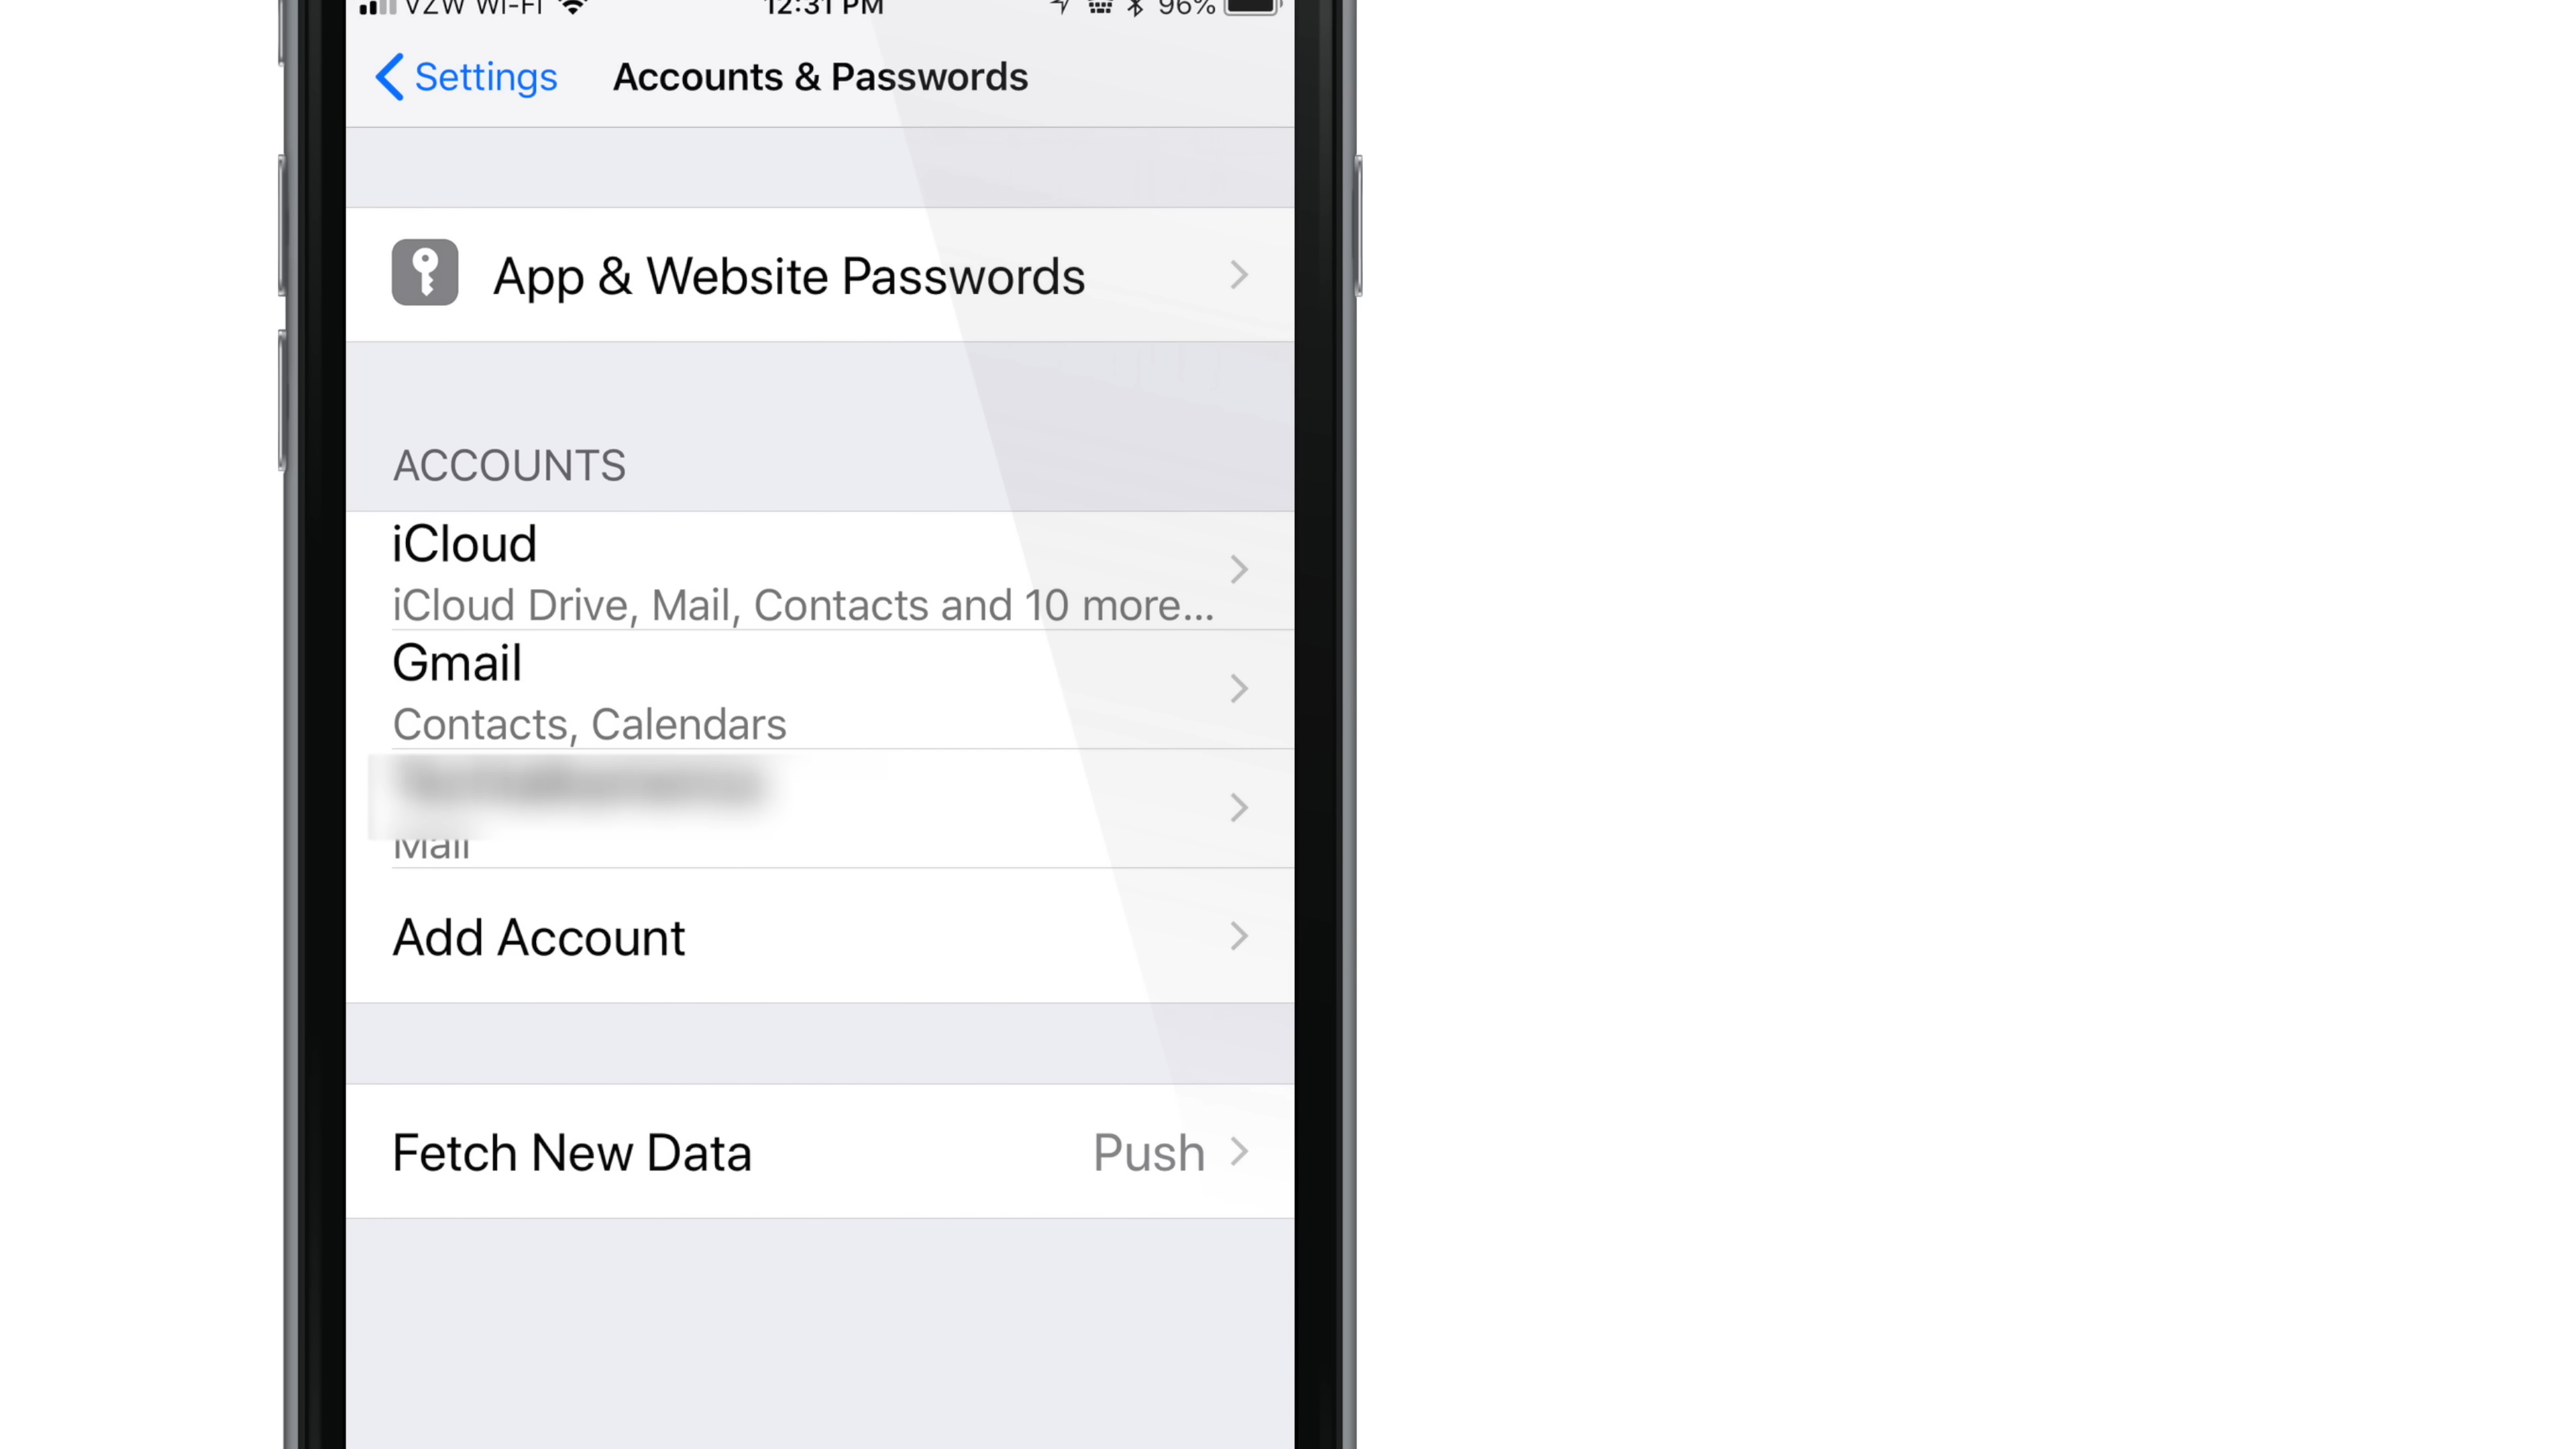 VZW Wi-Fi 12:31 PM 96%
Settings Accounts & Passwords
App & Website Passwords
ACCOUNTS
iCloud
iCloud Drive, Mail, Contacts and 10 more...
Gmail
Contacts, Calendars
Mail
Add Account
Fetch New Data Push